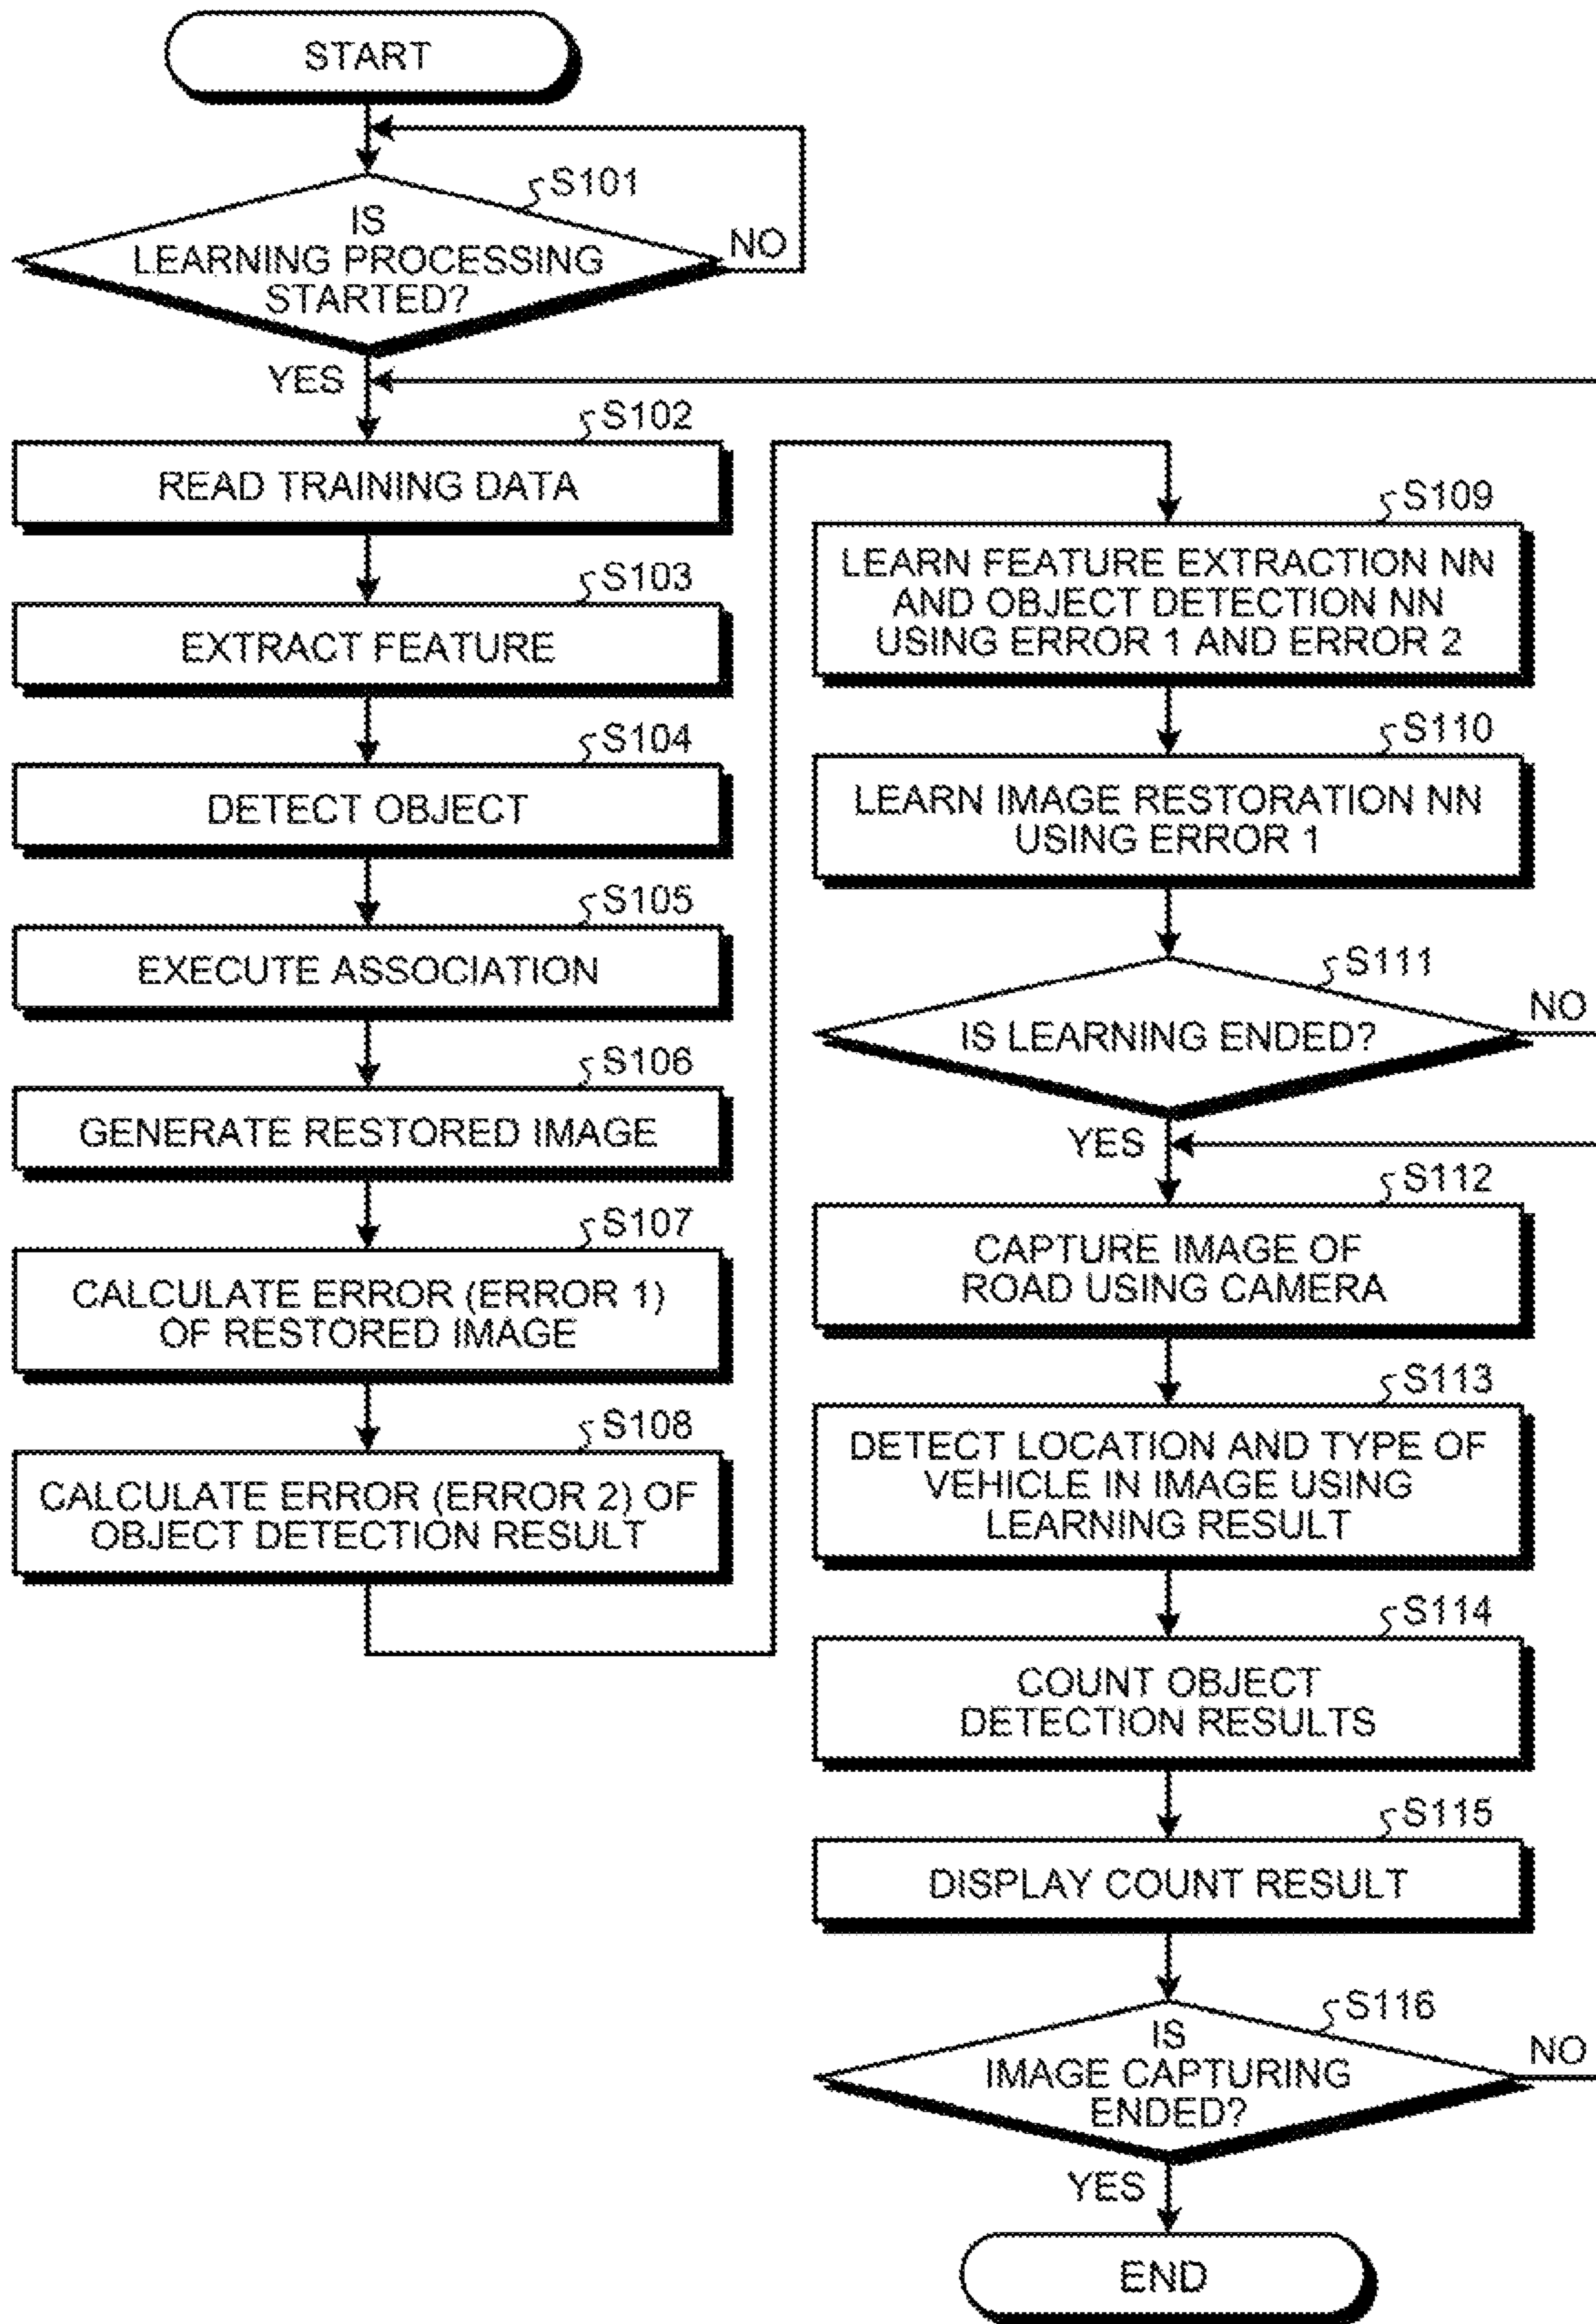 START
S101
IS
LEARNING PROCESSING
STARTED?
NO
YES
S102
READ TRAINING DATA
S103
EXTRACT FEATURE
S104
DETECT OBJECT
S105
EXECUTE ASSOCIATION
S106
GENERATE RESTORED IMAGE
S107
CALCULATE ERROR (ERROR 1)
OF RESTORED IMAGE
S108
CALCULATE ERROR (ERROR 2) OF
OBJECT DETECTION RESULT
S109
LEARN FEATURE EXTRACTION NN
AND OBJECT DETECTION NN
USING ERROR 1 AND ERROR 2
S110
LEARN IMAGE RESTORATION NN
USING ERROR 1
S111
IS LEARNING ENDED?
NO
YES
S112
CAPTURE IMAGE OF
ROAD USING CAMERA
S113
DETECT LOCATION AND TYPE OF
VEHICLE IN IMAGE USING
LEARNING RESULT
S114
COUNT OBJECT
DETECTION RESULTS
S115
DISPLAY COUNT RESULT
S116
IS
IMAGE CAPTURING
ENDED?
NO
YES
END